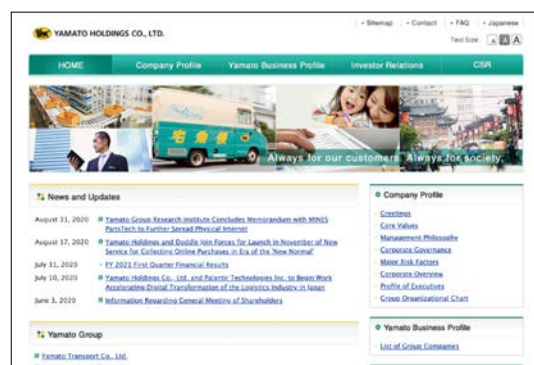 Sitemap Contact FAQ Japanese
YAMATO HOLDINGS CO., LTD.
Text Size A A A
HOME Company Profile Yamato Business Profile Investor Relations CSR
宅急便
Always for our customers. Always for society.
News and Updates
August 31, 2020 Yamato Group Research Institute Concludes Memorandum with MINES
ParisTech to Further Spread Physical Internet
August 17, 2020 Yamato Holdings and Doddle Join Forces for Launch in November of New
Service for Collecting Online Purchases in Era of the 'New Normal'
July 31, 2020 FY 2021 First Quarter Financial Results
July 10, 2020 Yamato Holdings Co., Ltd. and Palantir Technologies Inc. to Begin Work
Accelerating Digital Transformation of the Logistics Industry in Japan
June 3, 2020 Information Regarding General Meeting of Shareholders
Yamato Group
Yamato Transport Co., Ltd.
Company Profile
Greetings
Core Values
Management Philosophy
Corporate Governance
Major Risk Factors
Corporate Overview
Profile of Executives
Group Organizational Chart
Yamato Business Profile
List of Group Companies